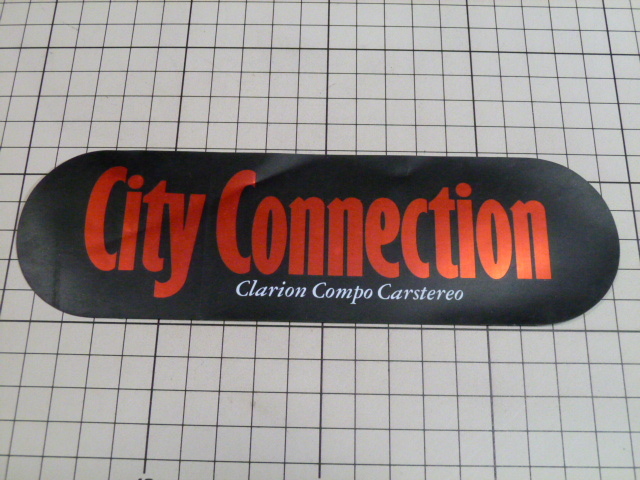 City Connection
Clarion Compo Carstereo